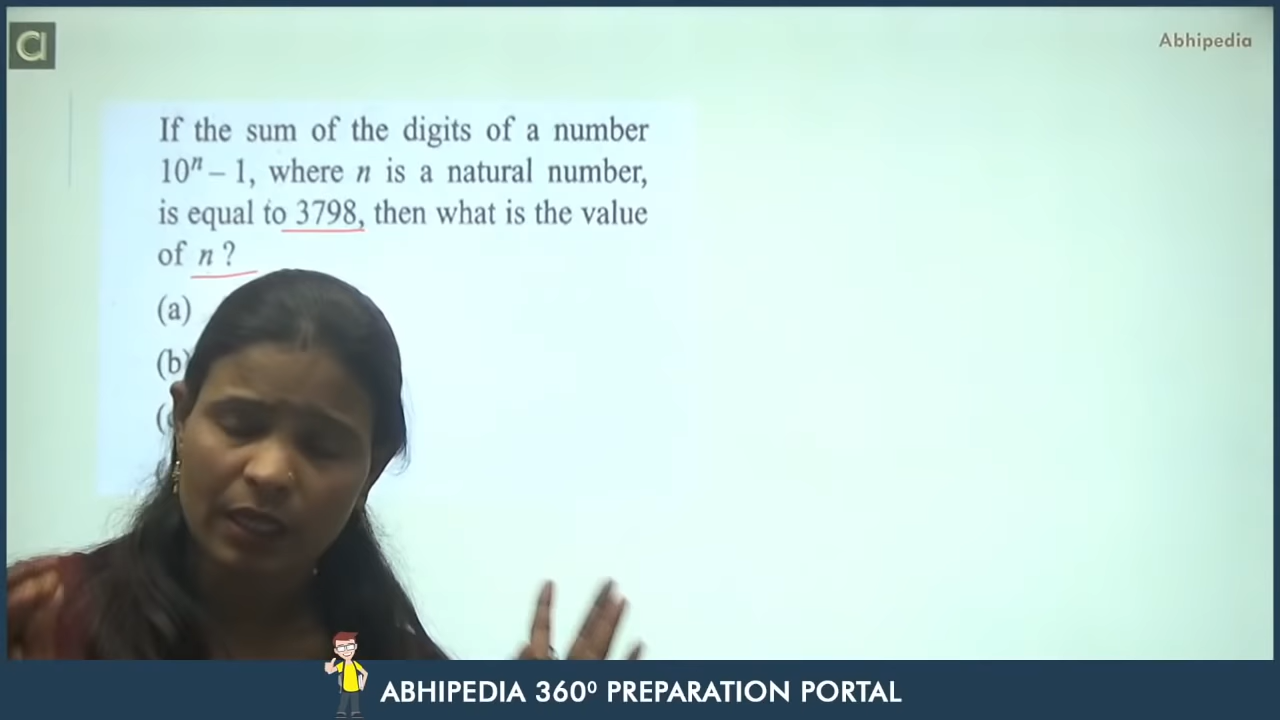 Abhipedia
If the sum of the digits of a number
10ⁿ – 1, where n is a natural number,
is equal to 3798, then what is the value
of n ?
(a)
(b)
ABHIPEDIA 360⁰ PREPARATION PORTAL